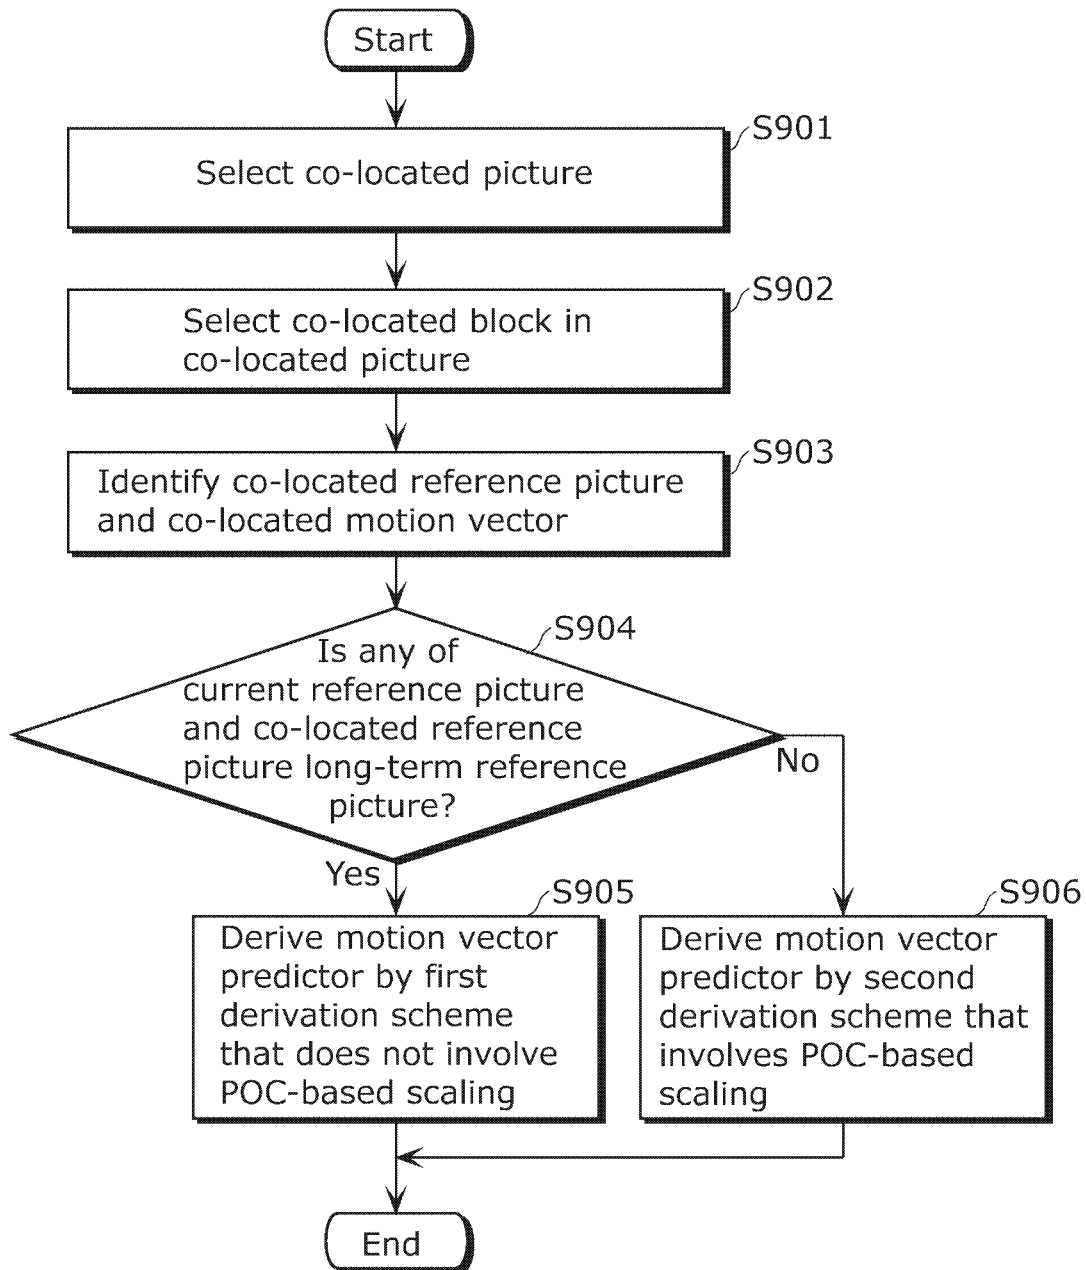 Start
S901
Select co-located picture
S902
Select co-located block in
co-located picture
S903
Identify co-located reference picture
and co-located motion vector
S904
Is any of
current reference picture
and co-located reference
picture long-term reference
picture?
No
Yes
S905
Derive motion vector
predictor by first
derivation scheme
that does not involve
POC-based scaling
S906
Derive motion vector
predictor by second
derivation scheme that
involves POC-based
scaling
End